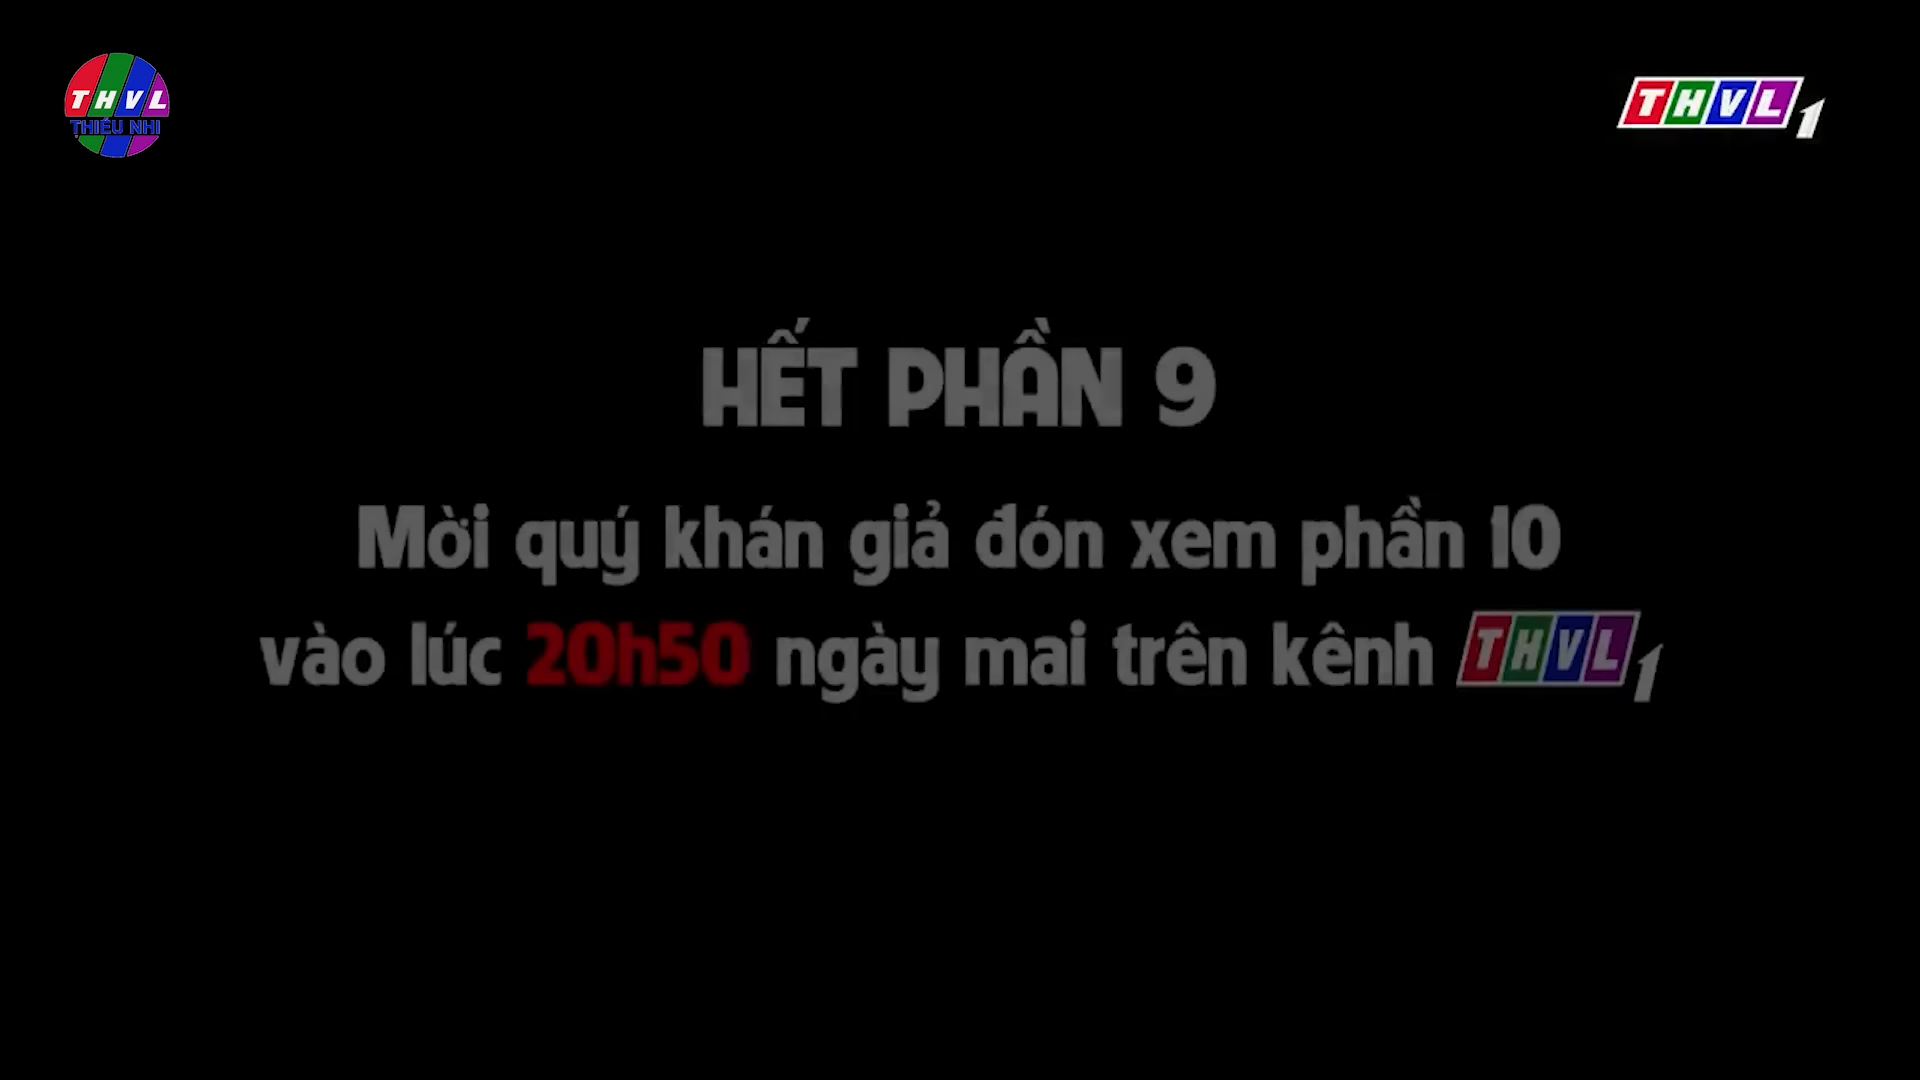 THVL
THIẾU NHI
THVL1
HẾT PHẦN 9
Mời quý khán giả đón xem phần 10
vào lúc 20h50 ngày mai trên kênh THVL1